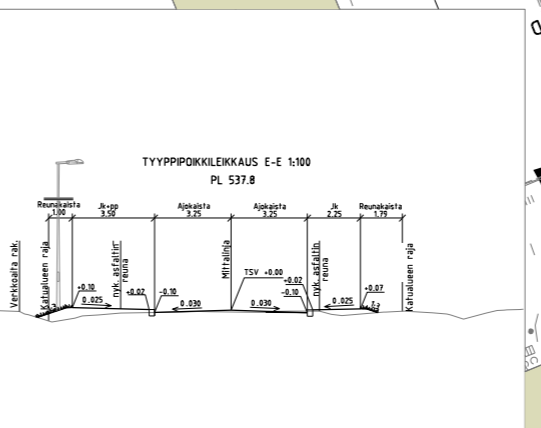 TYYPPIPOIKKILEIKKAUS E-E 1:100
PL 537.8
Reunakaista
1.00
Jk+pp
3.50
Ajokaista
3,25
Ajokaista
3,25
Jk
2,25
Reunakaista
1,79
Verkkoaita rak.
Katualueen raja
nyk. asfaltin
reuna
Mittalinja
nyk. asfaltin
reuna
Katualueen raja
TSV +0.00
+0.10
+0.02
-0.10
+0.02
-0.10
+0.07
0.025
0.030
0.030
0.025
1:3